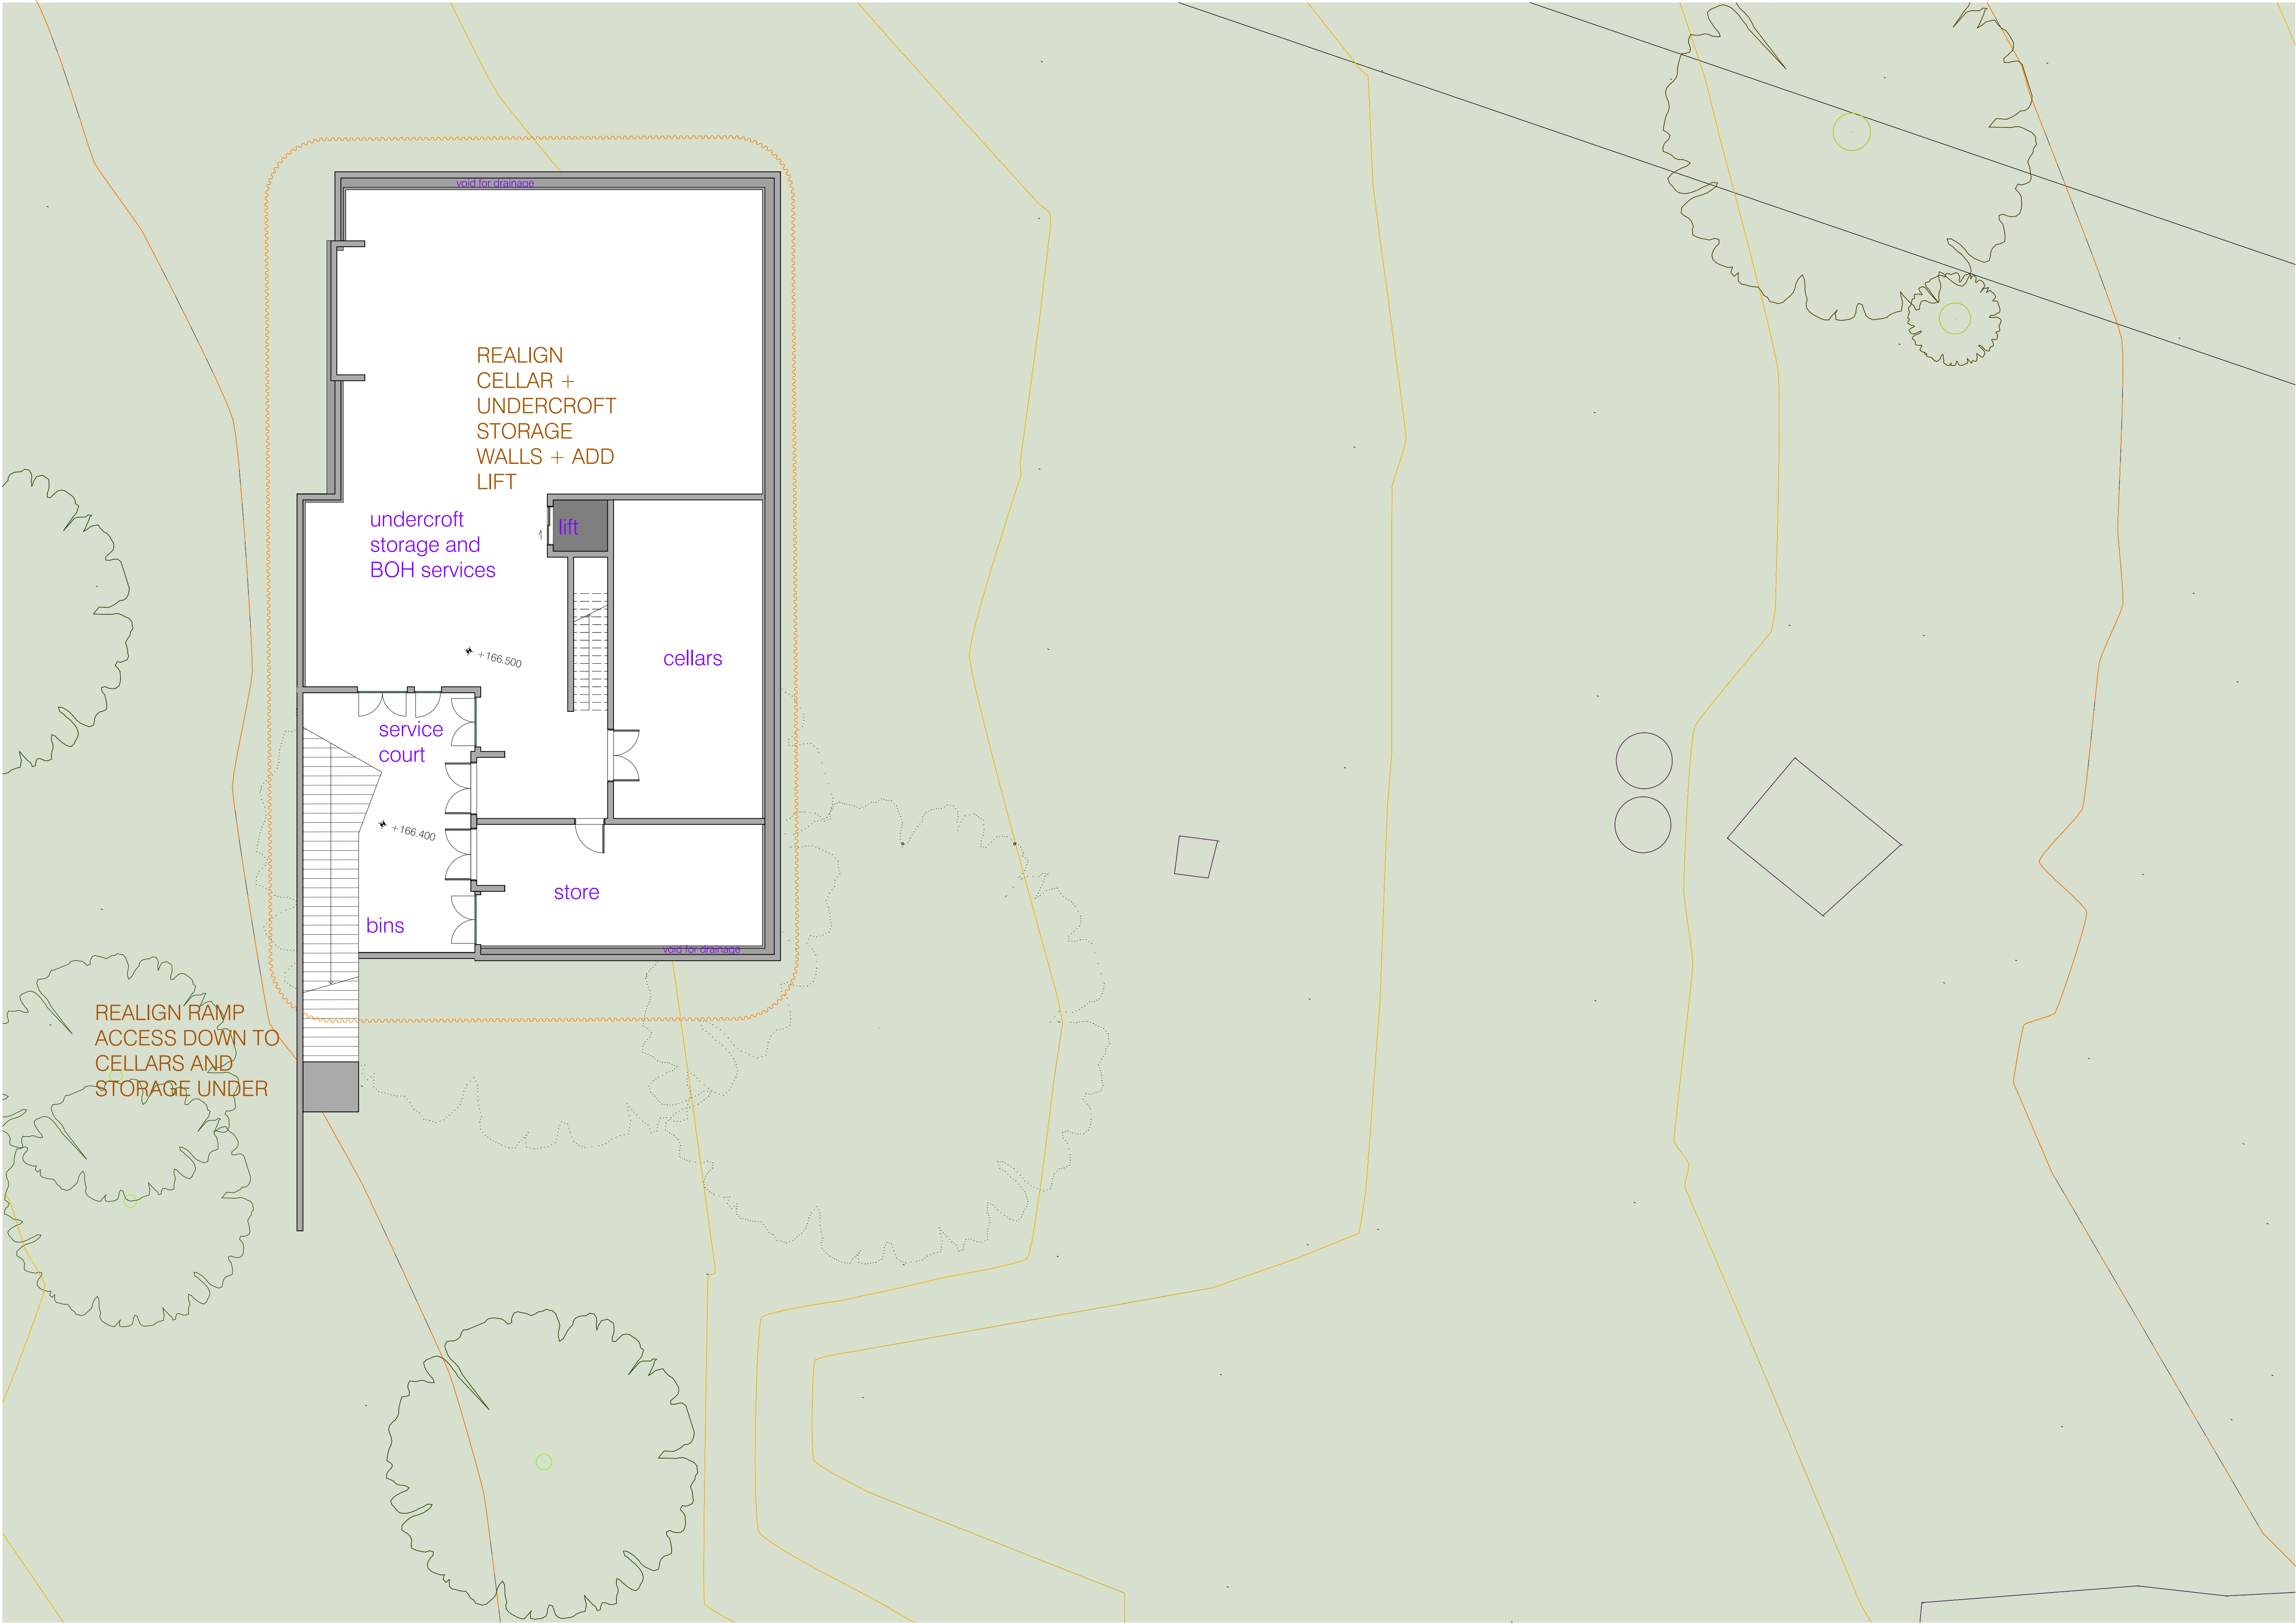 void for drainage
REALIGN
CELLAR +
UNDERCROFT
STORAGE
WALLS + ADD
LIFT
undercroft
storage and
BOH services
lift
cellars
+166.500
service
court
+166.400
store
bins
void for drainage
REALIGN RAMP
ACCESS DOWN TO
CELLARS AND
STORAGE UNDER